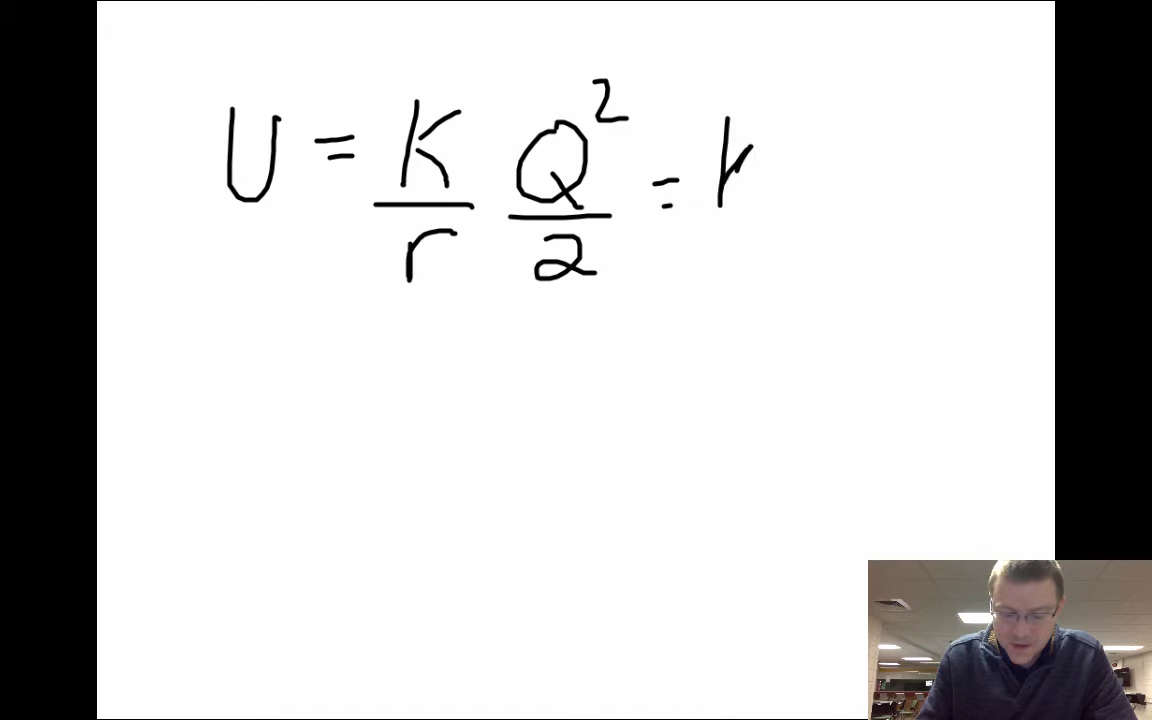 U = K/r Q²/2 = k